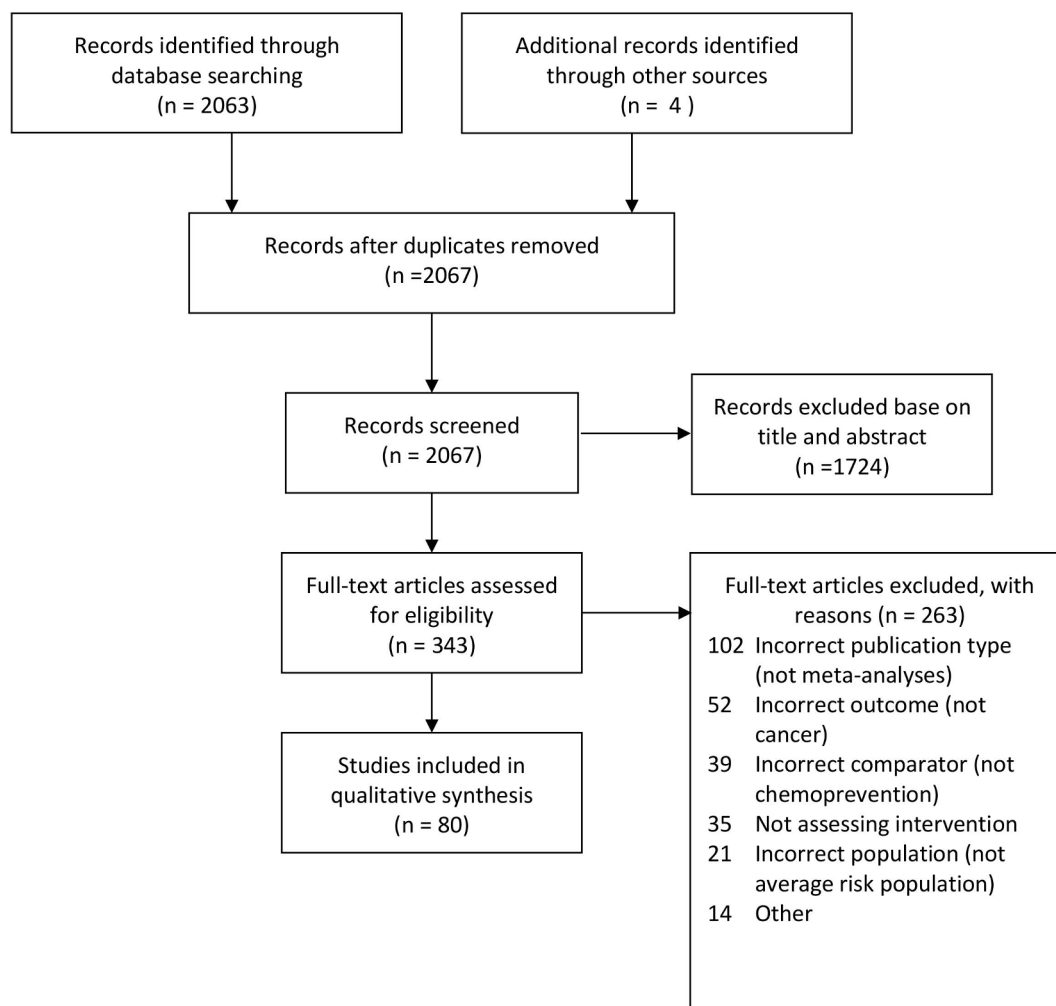 Records identified through
database searching
(n = 2063)
Additional records identified
through other sources
(n =  4 )
Records after duplicates removed
(n =2067)
Records screened
(n = 2067)
Records excluded base on
title and abstract
(n =1724)
Full-text articles assessed
for eligibility
(n = 343)
Full-text articles excluded, with
reasons (n = 263)
102 Incorrect publication type
(not meta-analyses)
52 Incorrect outcome (not
cancer)
39 Incorrect comparator (not
chemoprevention)
35 Not assessing intervention
21 Incorrect population (not
average risk population)
14 Other
Studies included in
qualitative synthesis
(n = 80)